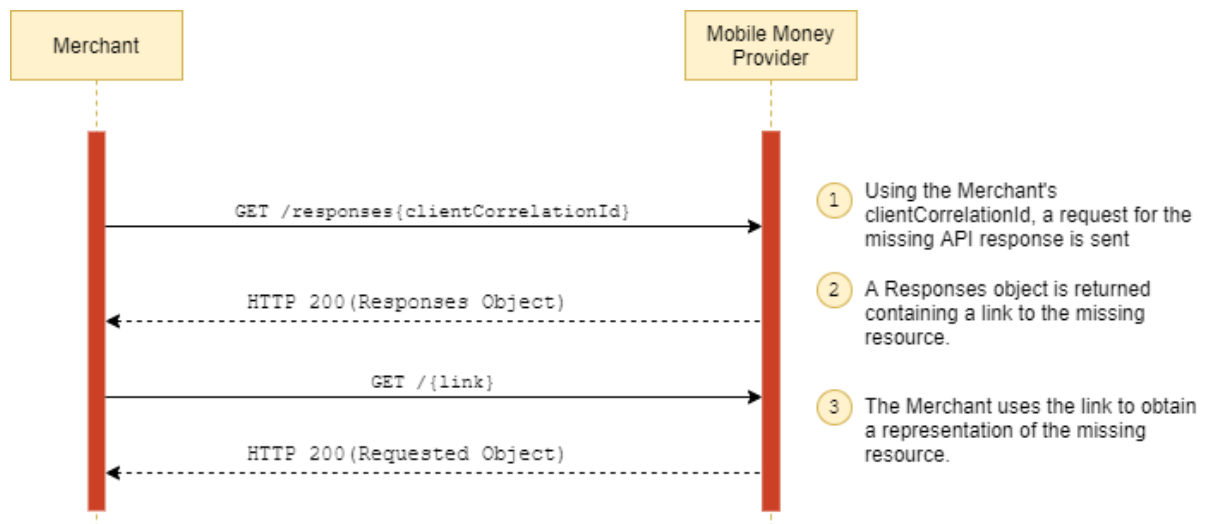 Merchant
Mobile Money
Provider
GET /responses{clientCorrelationId}
1
Using the Merchant's
clientCorrelationId, a request for the
missing API response is sent
HTTP 200(Responses Object)
2
A Responses object is returned
containing a link to the missing
resource.
GET /{link}
3
The Merchant uses the link to obtain
a representation of the missing
resource.
HTTP 200(Requested Object)